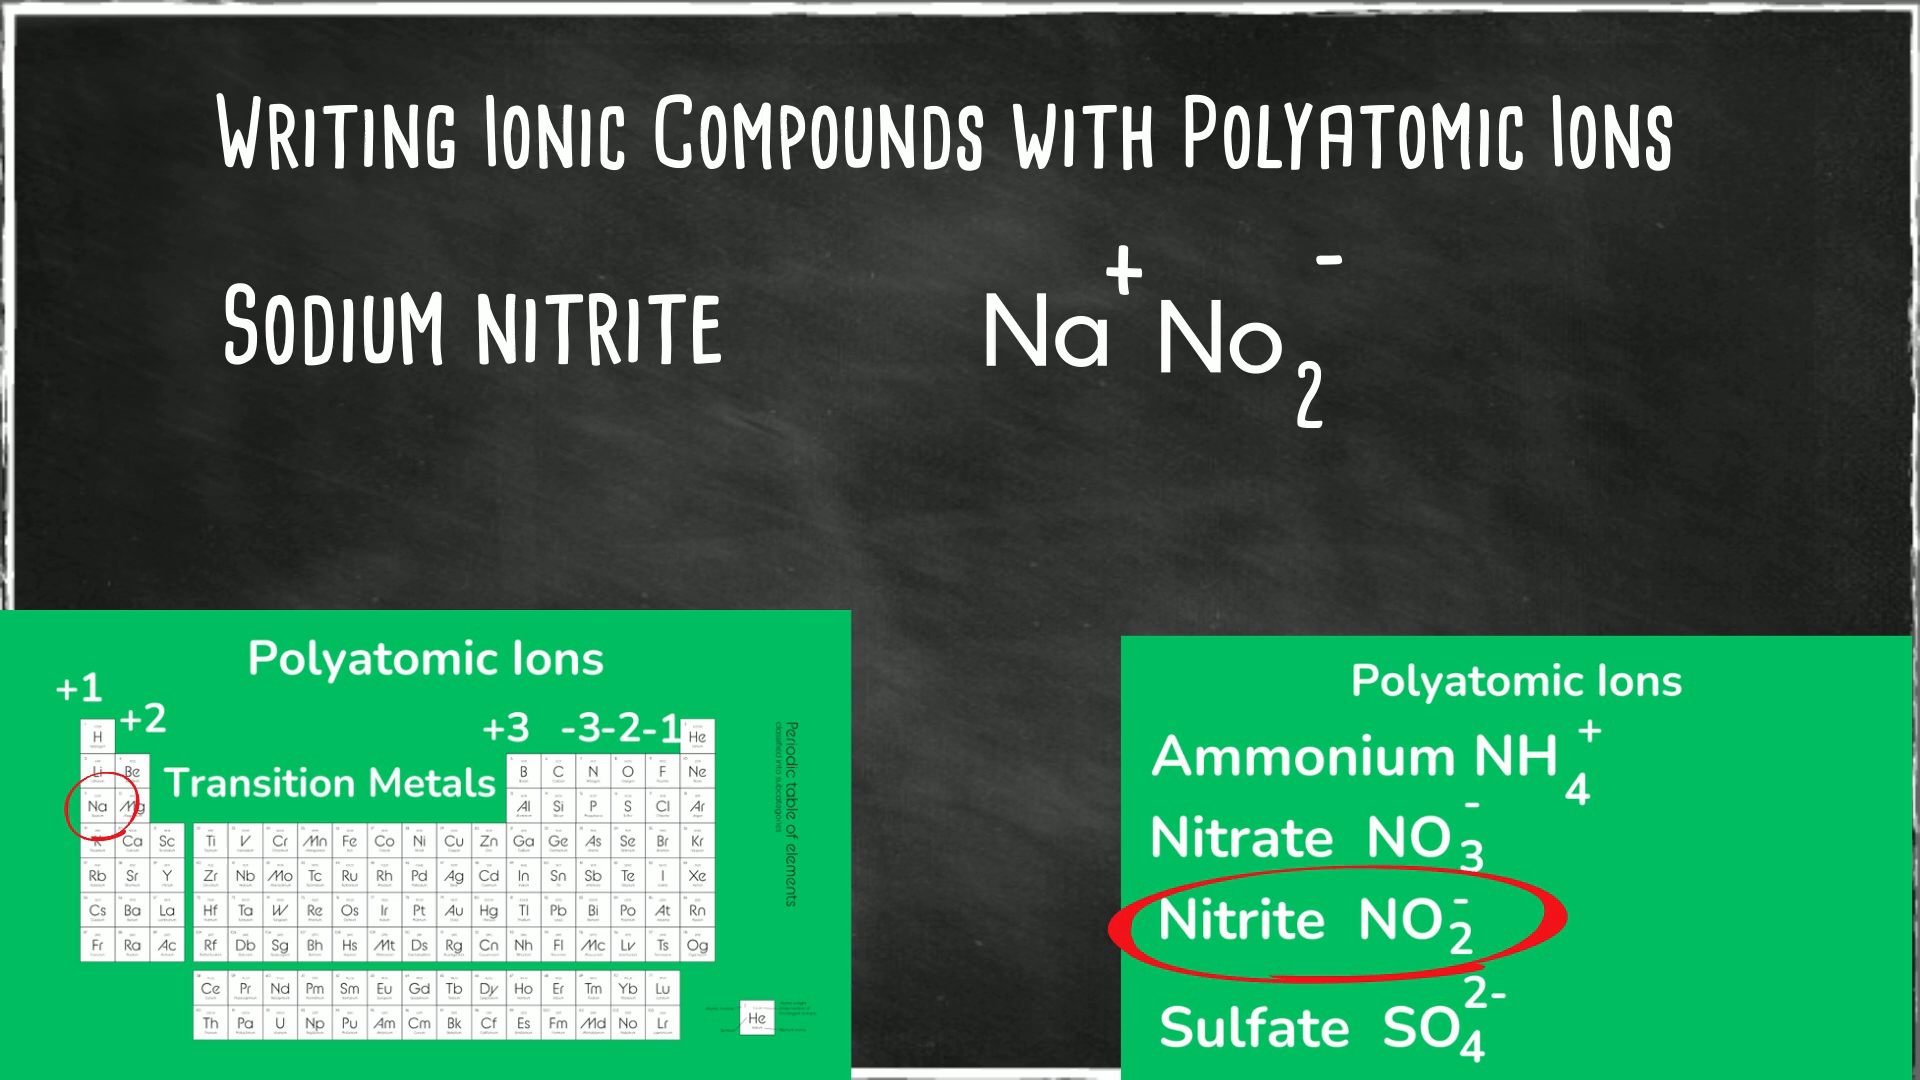 Writing Ionic Compounds with Polyatomic Ions
Sodium nitrite
Na⁺ No₂⁻
Polyatomic Ions
+1
+2
+3 -3 -2 -1
H He
Li Be B C N O F Ne
Transition Metals
Na Mg Al Si P S Cl Ar
K Ca Sc Ti V Cr Mn Fe Co Ni Cu Zn Ga Ge As Se Br Kr
Rb Sr Y Zr Nb Mo Tc Ru Rh Pd Ag Cd In Sn Sb Te I Xe
Cs Ba La Hf Ta W Re Os Ir Pt Au Hg Tl Pb Bi Po At Rn
Fr Ra Ac Rf Db Sg Bh Hs Mt Ds Rg Cn Nh Fl Mc Lv Ts Og
Ce Pr Nd Pm Sm Eu Gd Tb Dy Ho Er Tm Yb Lu
Th Pa U Np Pu Am Cm Bk Cf Es Fm Md No Lr
Periodic table of elements
classified into subcategories
He
Polyatomic Ions
Ammonium NH₄⁺
Nitrate NO₃⁻
Nitrite NO₂⁻
Sulfate SO₄²⁻